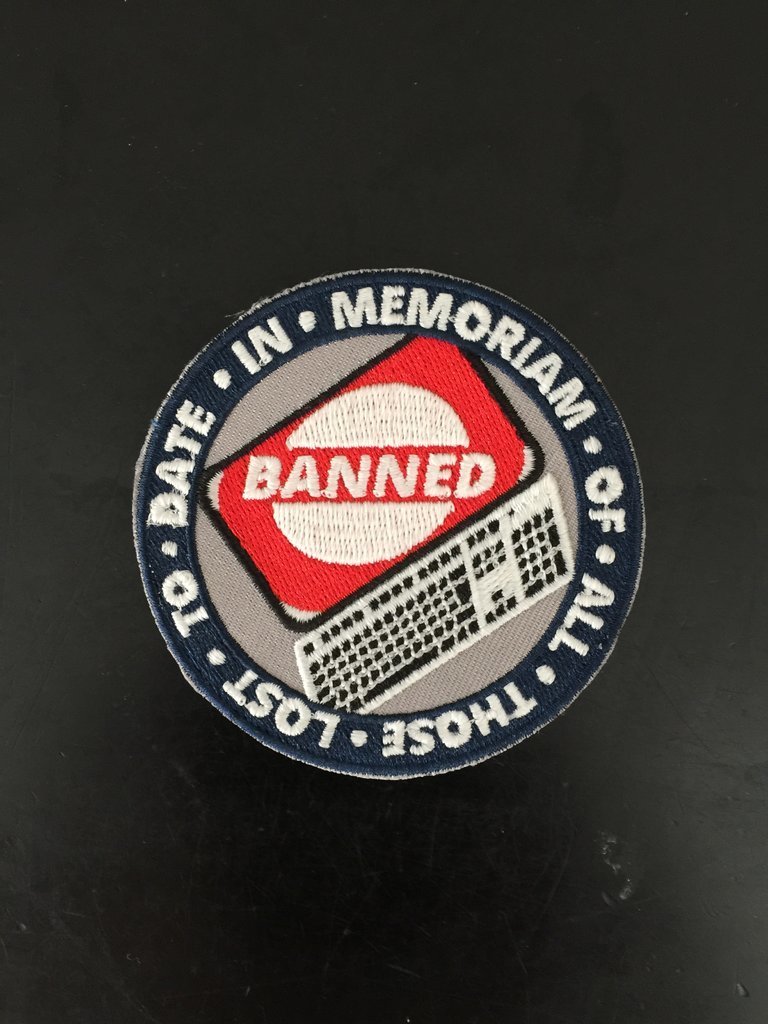 IN • MEMORIAM • OF • ALL • THOSE • LOST • TO • DATE •
BANNED